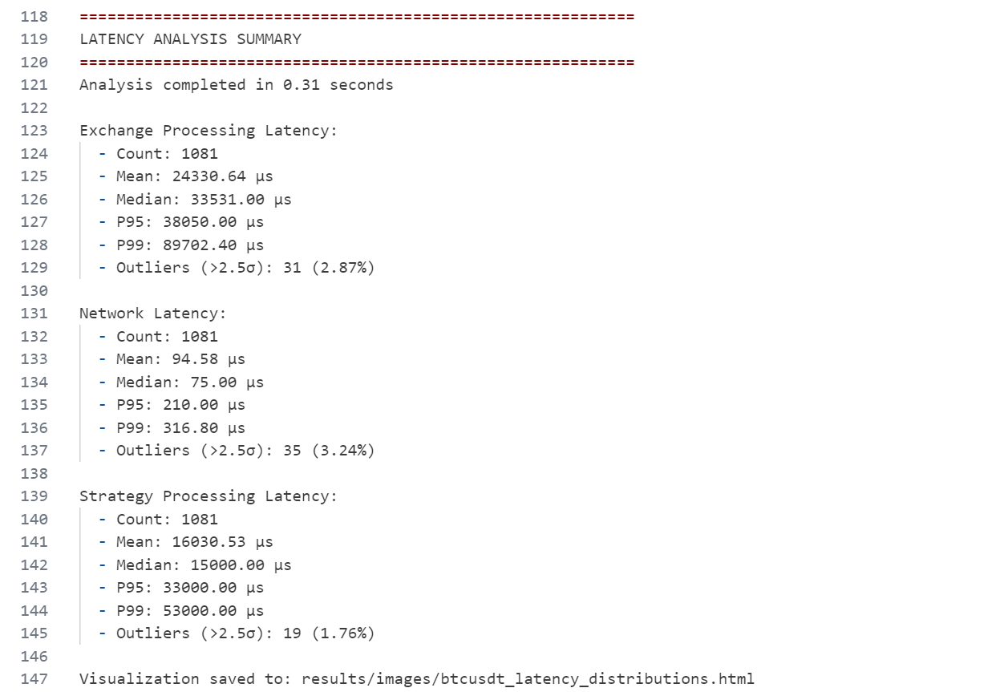 118 ============================================================
119 LATENCY ANALYSIS SUMMARY
120 ============================================================
121 Analysis completed in 0.31 seconds
122
123 Exchange Processing Latency:
124 - Count: 1081
125 - Mean: 24330.64 μs
126 - Median: 33531.00 μs
127 - P95: 38050.00 μs
128 - P99: 89702.40 μs
129 - Outliers (>2.5σ): 31 (2.87%)
130
131 Network Latency:
132 - Count: 1081
133 - Mean: 94.58 μs
134 - Median: 75.00 μs
135 - P95: 210.00 μs
136 - P99: 316.80 μs
137 - Outliers (>2.5σ): 35 (3.24%)
138
139 Strategy Processing Latency:
140 - Count: 1081
141 - Mean: 16030.53 μs
142 - Median: 15000.00 μs
143 - P95: 33000.00 μs
144 - P99: 53000.00 μs
145 - Outliers (>2.5σ): 19 (1.76%)
146
147 Visualization saved to: results/images/btcusdt_latency_distributions.html